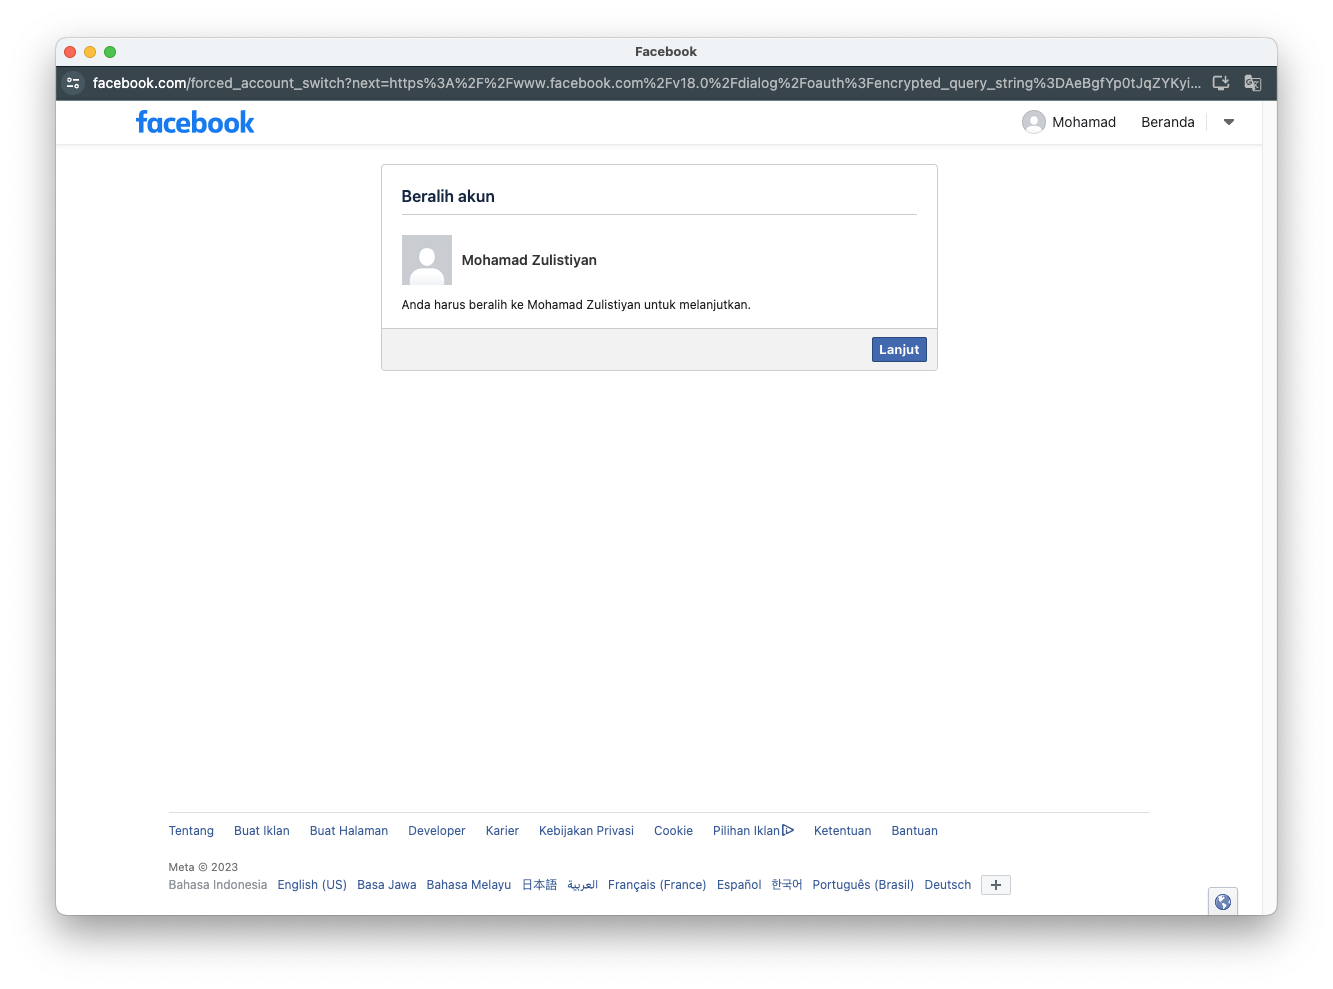 Facebook
facebook.com/forced_account_switch?next=https%3A%2F%2Fwww.facebook.com%2Fv18.0%2Fdialog%2Foauth%3Fencrypted_query_string%3DAeBgfYp0tJqZYKyi...
facebook
Mohamad Beranda
Beralih akun
Mohamad Zulistiyan
Anda harus beralih ke Mohamad Zulistiyan untuk melanjutkan.
Lanjut
Tentang Buat Iklan Buat Halaman Developer Karier Kebijakan Privasi Cookie Pilihan Iklan Ketentuan Bantuan
Meta © 2023
Bahasa Indonesia English (US) Basa Jawa Bahasa Melayu 日本語 العربية Français (France) Español 한국어 Português (Brasil) Deutsch